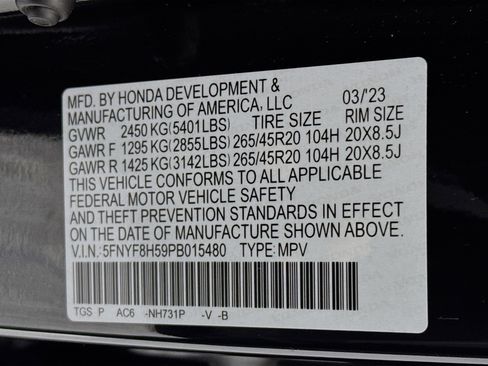 MFD. BY HONDA DEVELOPMENT &
MANUFACTURING OF AMERICA, LLC 03/'23
GVWR 2450 KG(5401LBS) TIRE SIZE RIM SIZE
GAWR F 1295 KG(2855LBS) 265/45R20 104H 20X8.5J
GAWR R 1425 KG(3142LBS) 265/45R20 104H 20X8.5J
THIS VEHICLE CONFORMS TO ALL APPLICABLE
FEDERAL MOTOR VEHICLE SAFETY
AND THEFT PREVENTION STANDARDS IN EFFECT
ON THE DATE OF MANUFACTURE SHOWN ABOVE.
V.I.N.: 5FNYF8H59PB015480 TYPE: MPV
TGS P AC6 -NH731P -V -B